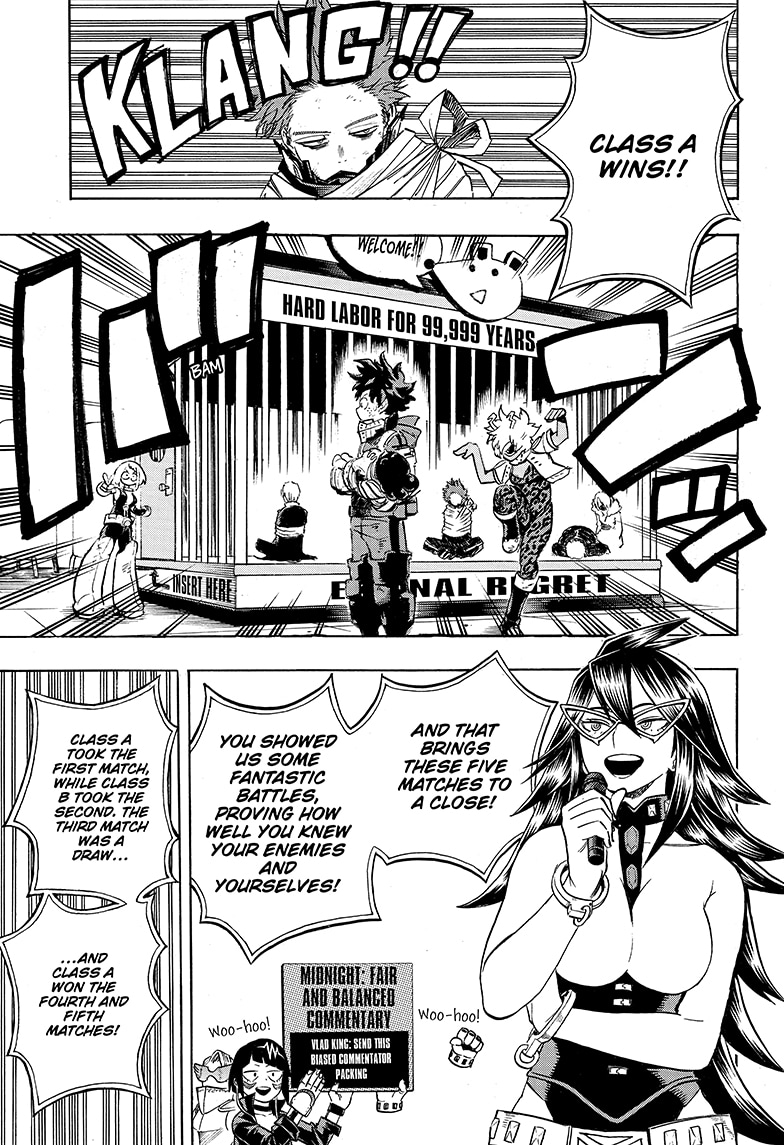 KLANG!!
CLASS A
WINS!!
WELCOME!!
HARD LABOR FOR 99,999 YEARS
BAM
INSERT HERE
E NAL REGRET
AND THAT
BRINGS
THESE FIVE
MATCHES TO
A CLOSE!
YOU SHOWED
US SOME
FANTASTIC
BATTLES,
PROVING HOW
WELL YOU KNEW
YOUR ENEMIES
AND
YOURSELVES!
MIDNIGHT: FAIR
AND BALANCED
COMMENTARY
VLAD KING: SEND THIS
BIASED COMMENTATOR
PACKING
Woo-hoo!
Woo-hoo!
CLASS A
TOOK THE
FIRST MATCH,
WHILE CLASS
B TOOK THE
SECOND. THE
THIRD MATCH
WAS A
DRAW...
...AND
CLASS A
WON THE
FOURTH AND
FIFTH
MATCHES!